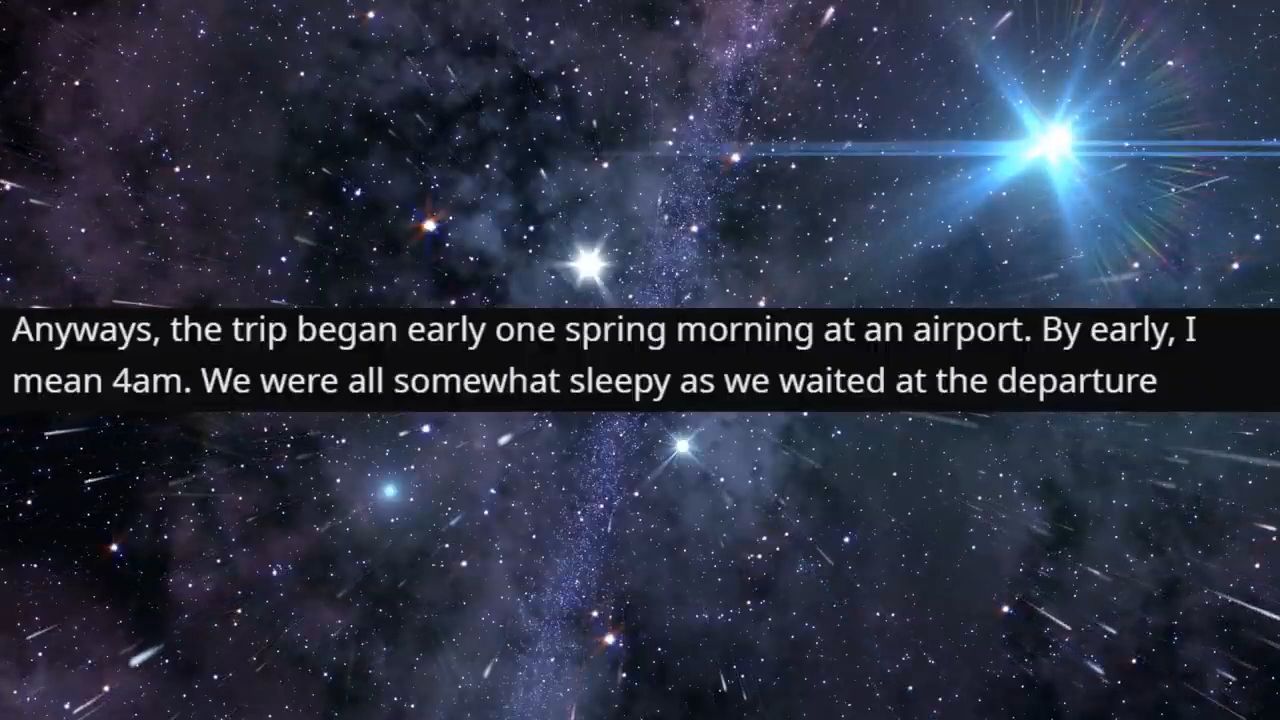 Anyways, the trip began early one spring morning at an airport. By early, I
mean 4am. We were all somewhat sleepy as we waited at the departure